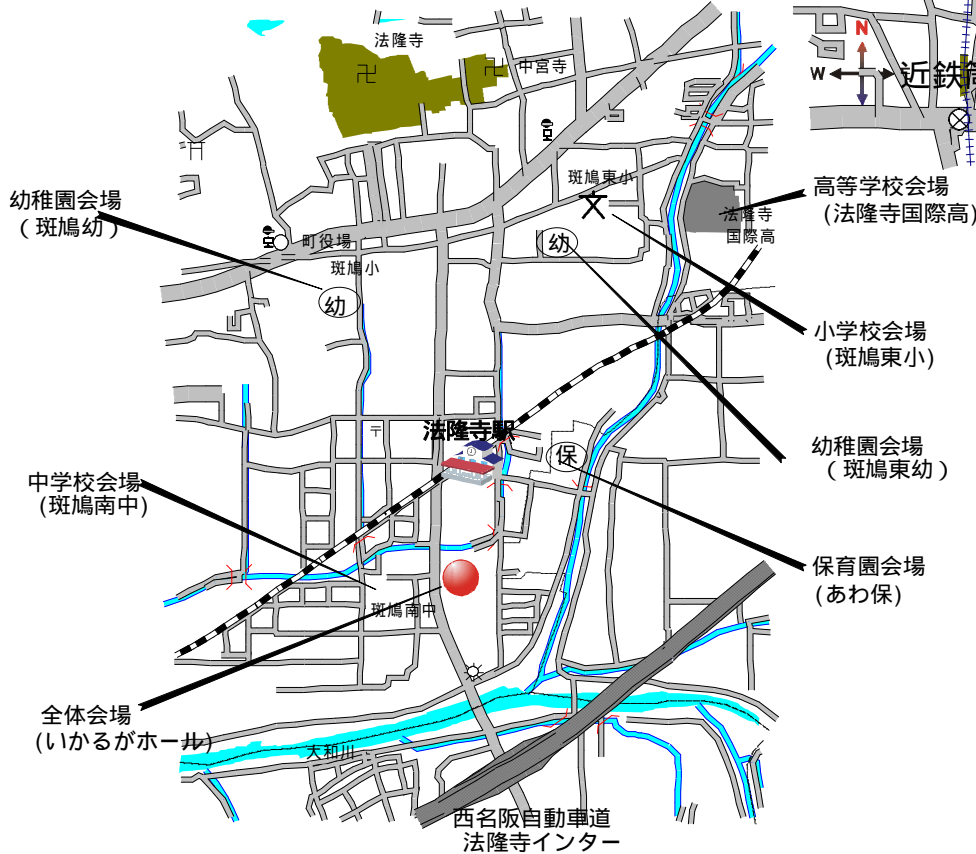 法隆寺
卍
卍
中宮寺
N
W
近鉄
斑鳩東小
文
高等学校会場
(法隆寺国際高)
法隆寺
国際高
幼稚園会場
(斑鳩幼)
町役場
斑鳩小
幼
幼
小学校会場
(斑鳩東小)
〒
法隆寺駅
保
幼稚園会場
(斑鳩東幼)
中学校会場
(斑鳩南中)
保育園会場
(あわ保)
斑鳩南中
全体会場
(いかるがホール)
大和川
西名阪自動車道
法隆寺インター